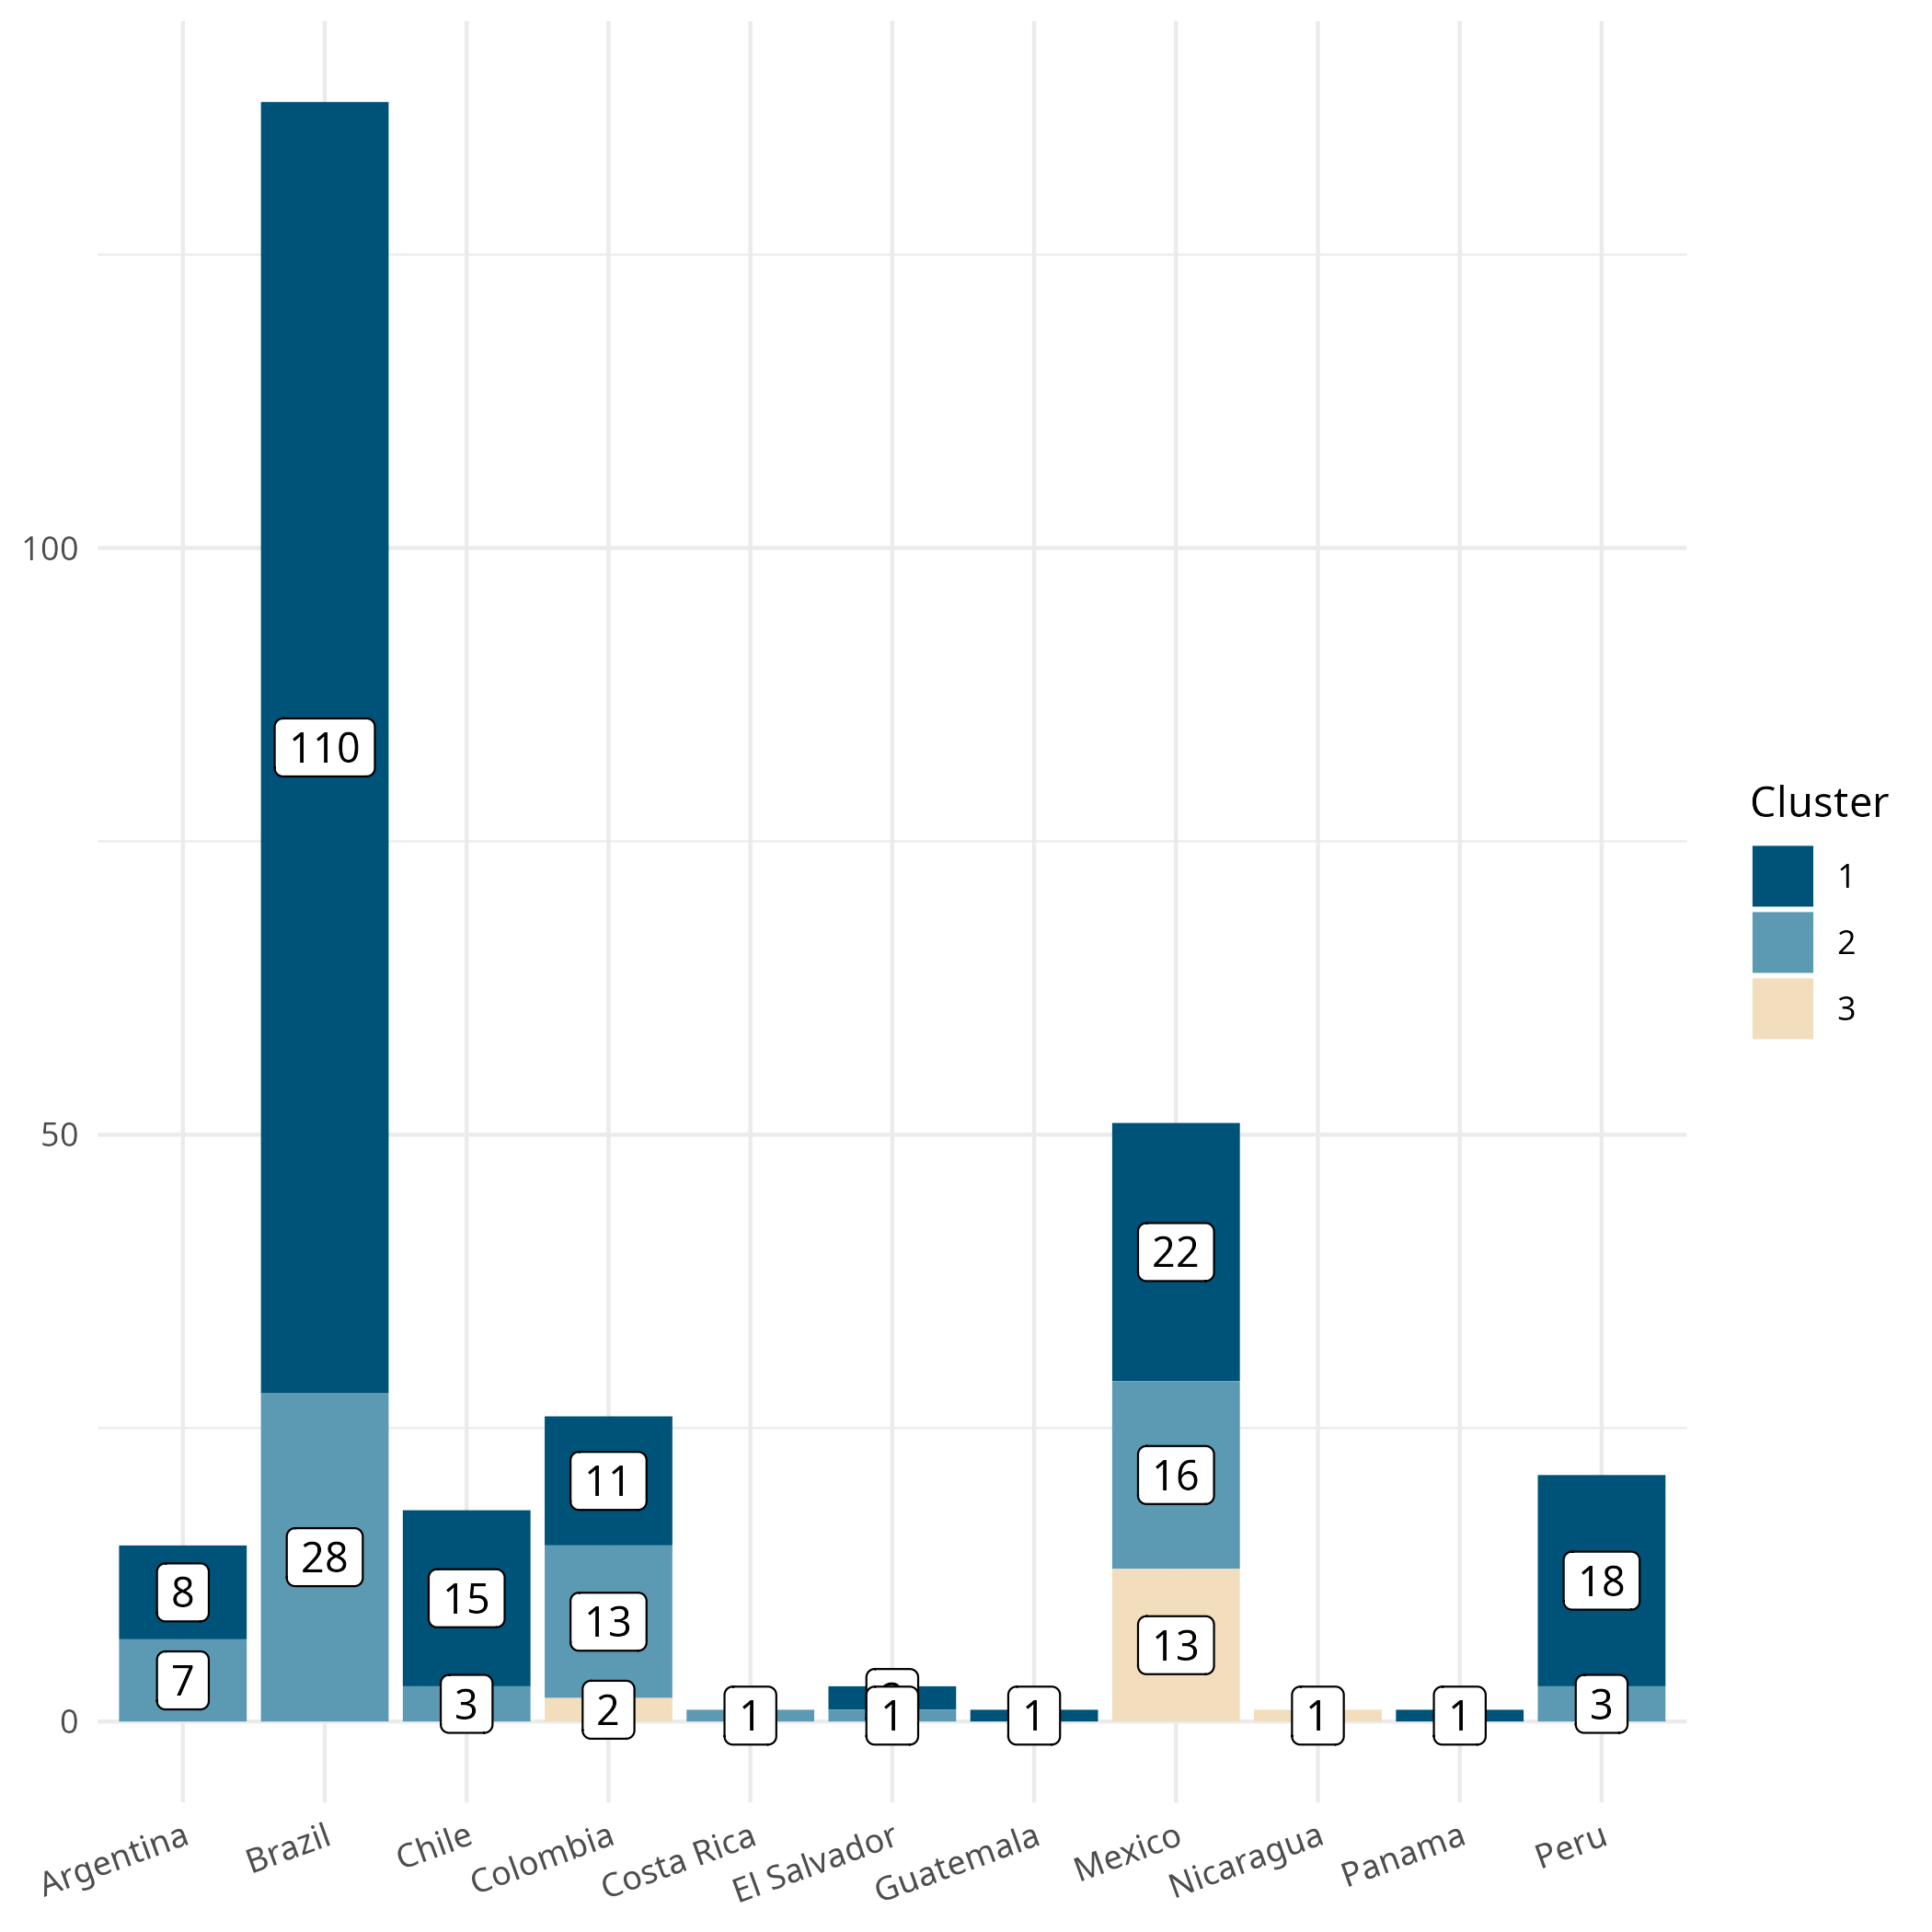 100
50
0
110
28
8
7
15
3
11
13
2
1
1
1
22
16
13
1
1
18
3
Argentina
Brazil
Chile
Colombia
Costa Rica
El Salvador
Guatemala
Mexico
Nicaragua
Panama
Peru
Cluster
1
2
3